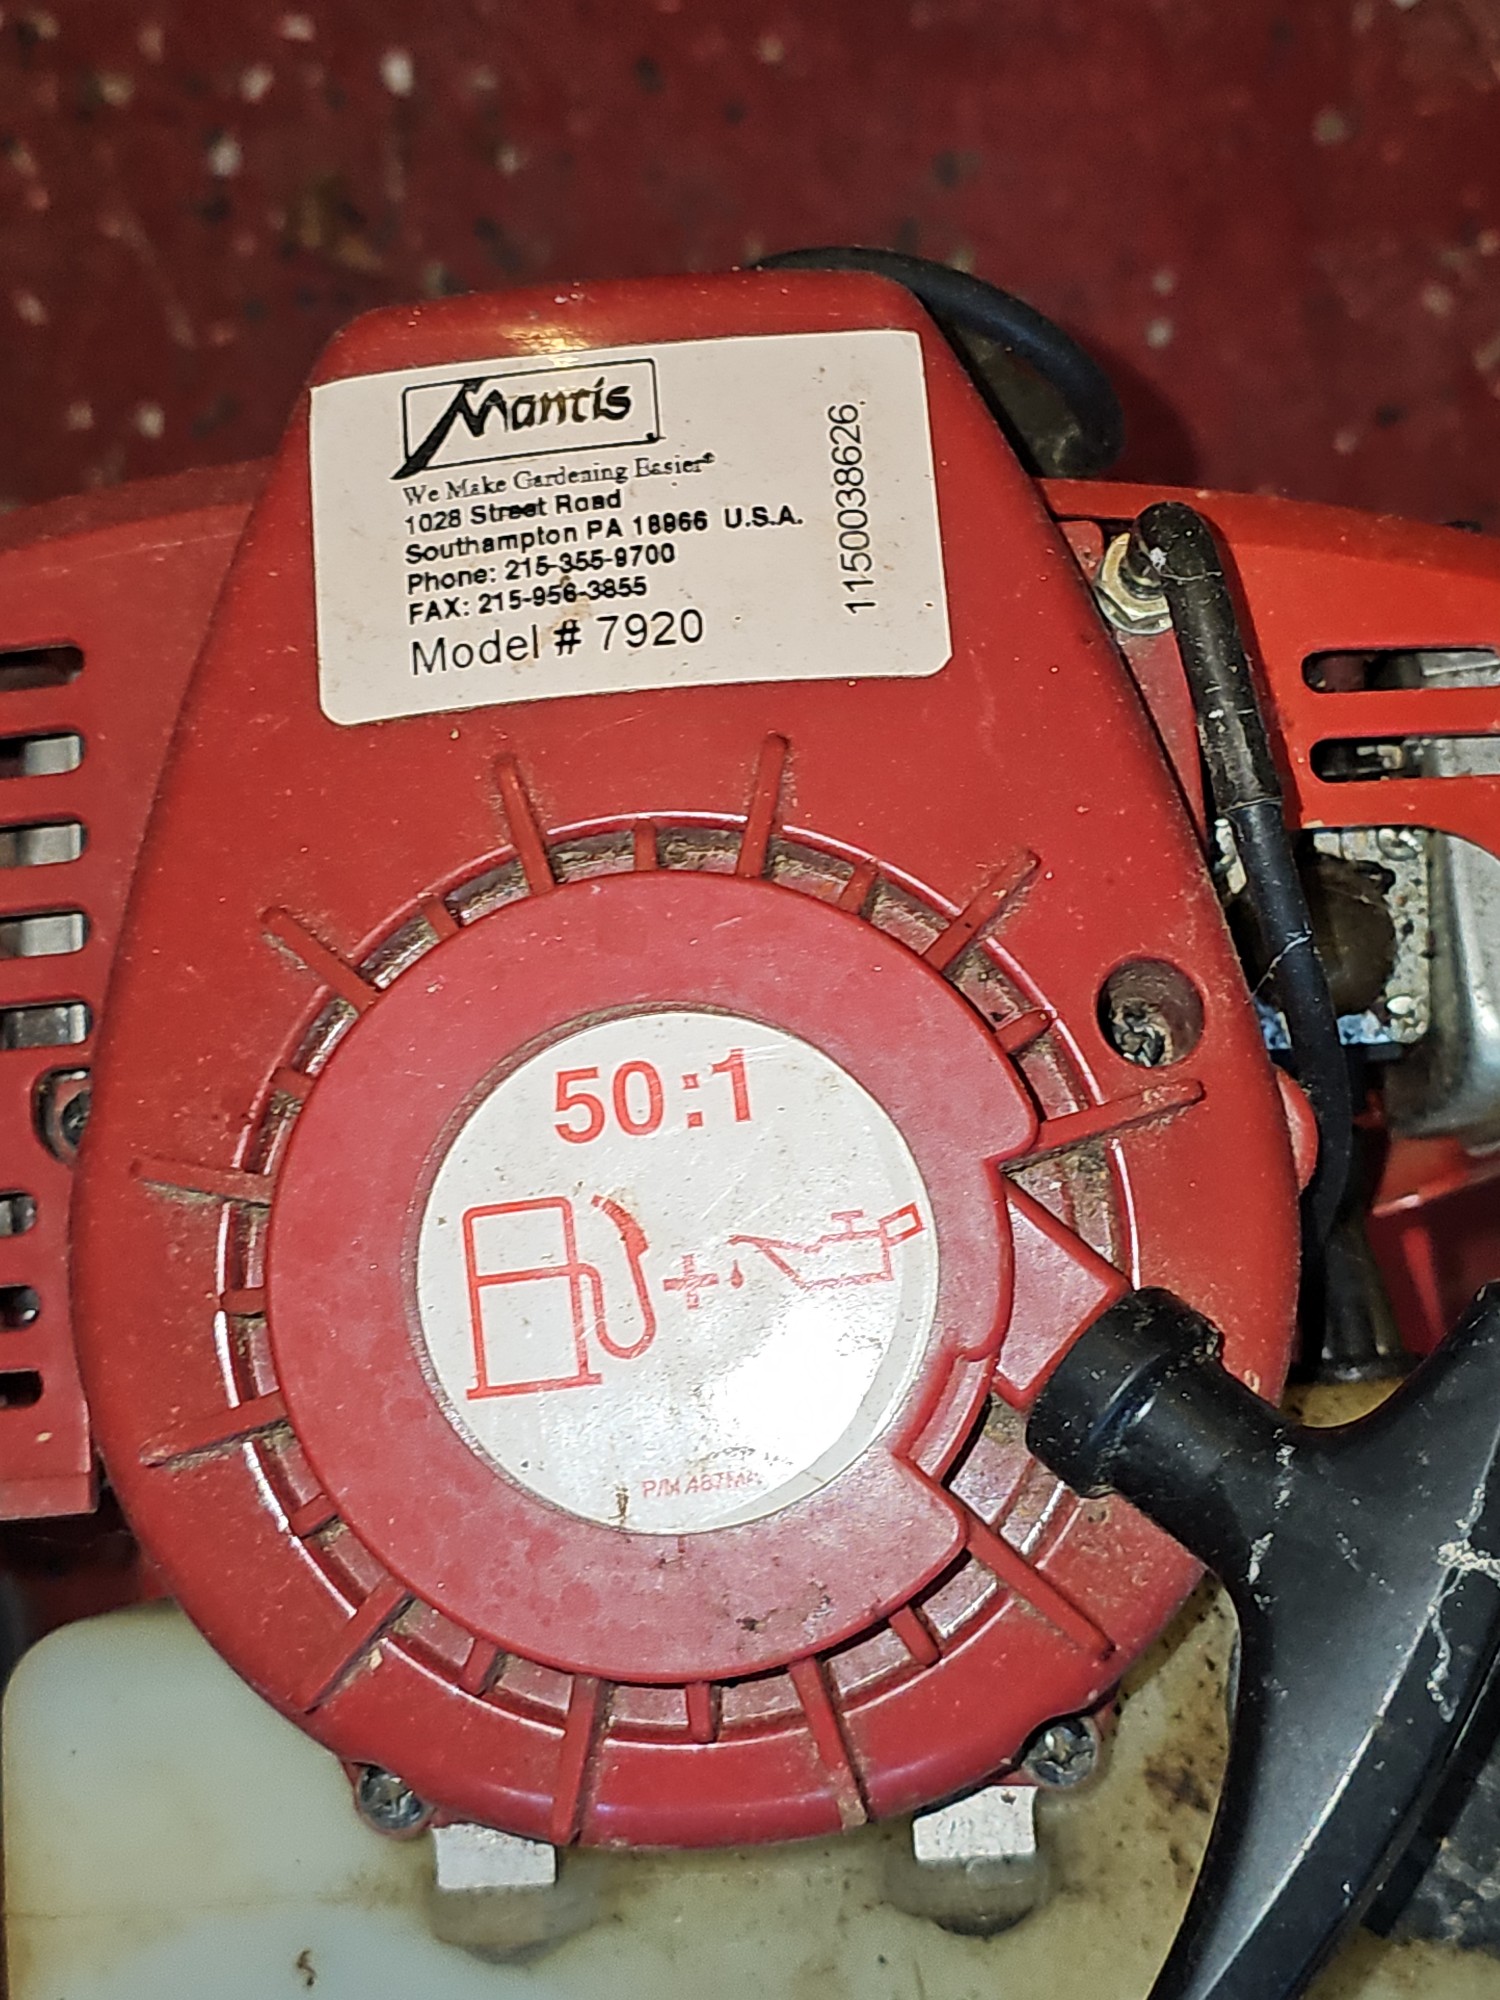 Mantis
We Make Gardening Easier®
1028 Street Road
Southampton PA 18966 U.S.A.
Phone: 215-355-9700
FAX: 215-956-3855
Model # 7920
1150038626
50:1
P/N